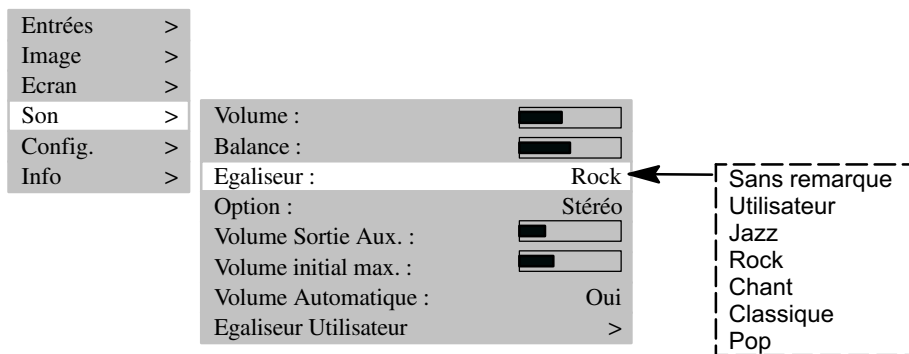 Entrées >
Image >
Ecran >
Son >
Config. >
Info >
Volume :
Balance :
Egaliseur : Rock
Option : Stéréo
Volume Sortie Aux. :
Volume initial max. :
Volume Automatique : Oui
Egaliseur Utilisateur >
Sans remarque
Utilisateur
Jazz
Rock
Chant
Classique
Pop